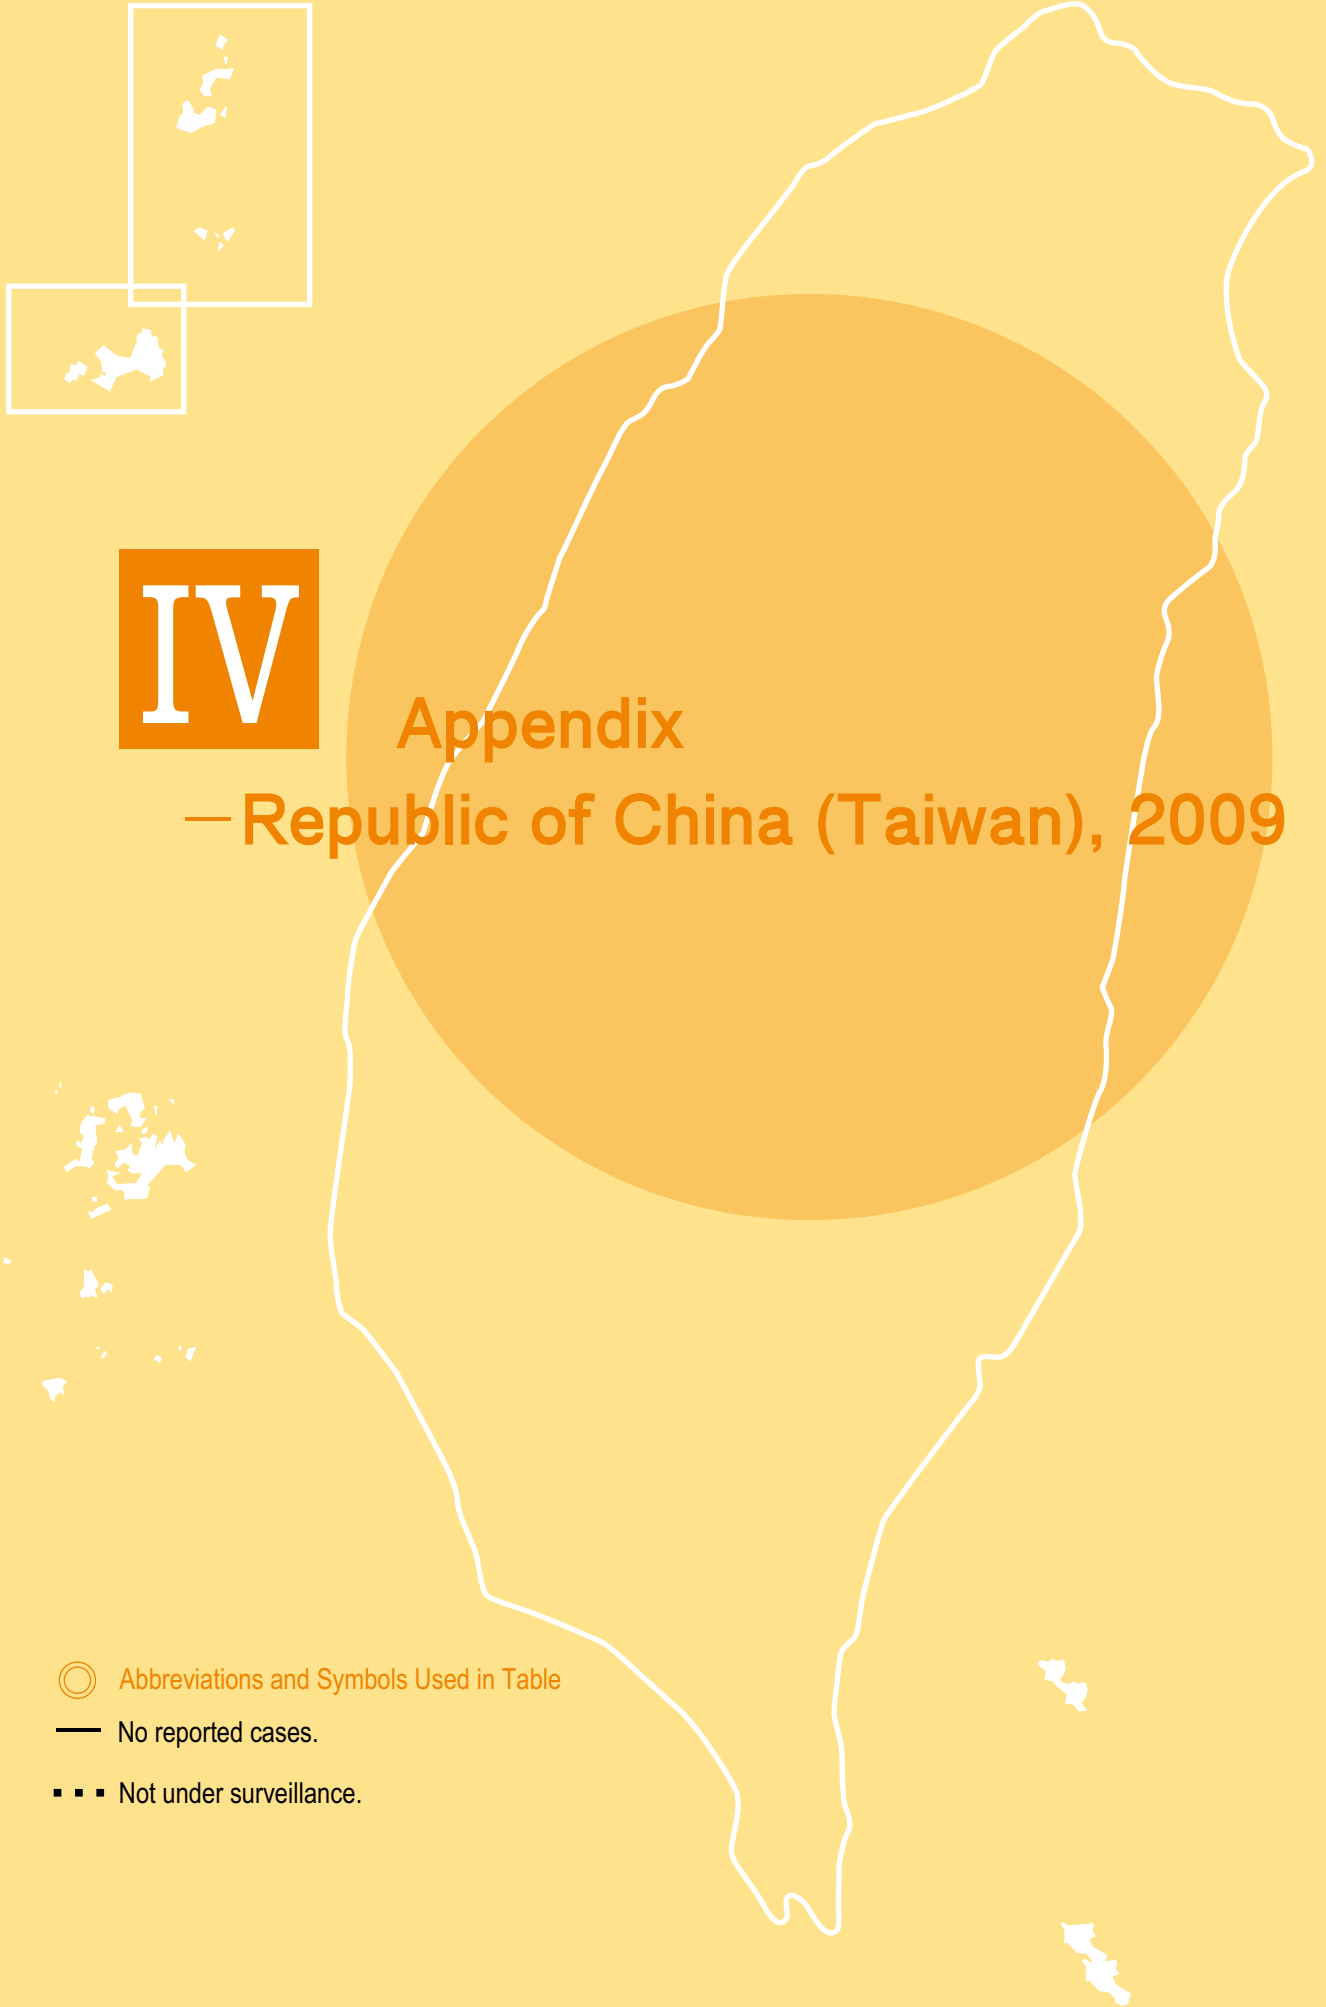 IV
Appendix
—Republic of China (Taiwan), 2009
Abbreviations and Symbols Used in Table
No reported cases.
Not under surveillance.